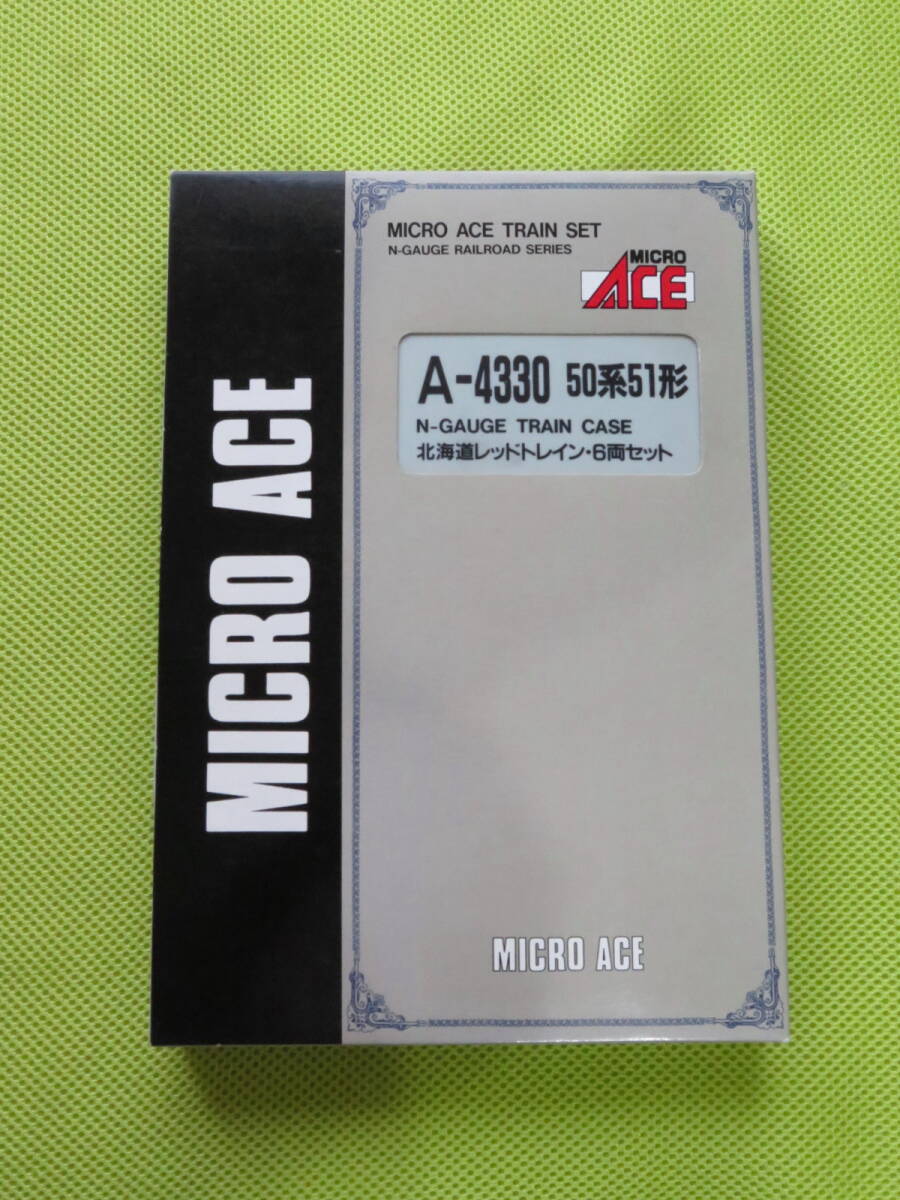 MICRO ACE
MICRO ACE TRAIN SET
N-GAUGE RAILROAD SERIES
MICRO
ACE
A-4330 50系51形
N-GAUGE TRAIN CASE
北海道レッドトレイン・6両セット
MICRO ACE